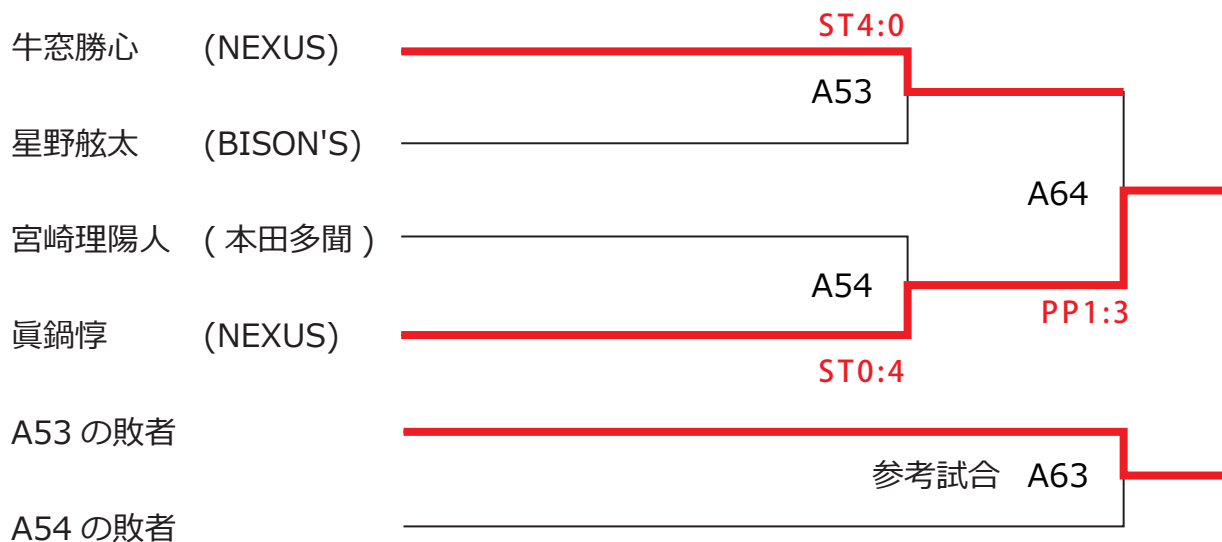 ST4:0
牛窓勝心 (NEXUS)
A53
星野舷太 (BISON'S)
A64
宮崎理陽人 ( 本田多聞 )
A54
PP1:3
眞鍋惇 (NEXUS)
ST0:4
A53 の敗者
参考試合 A63
A54 の敗者